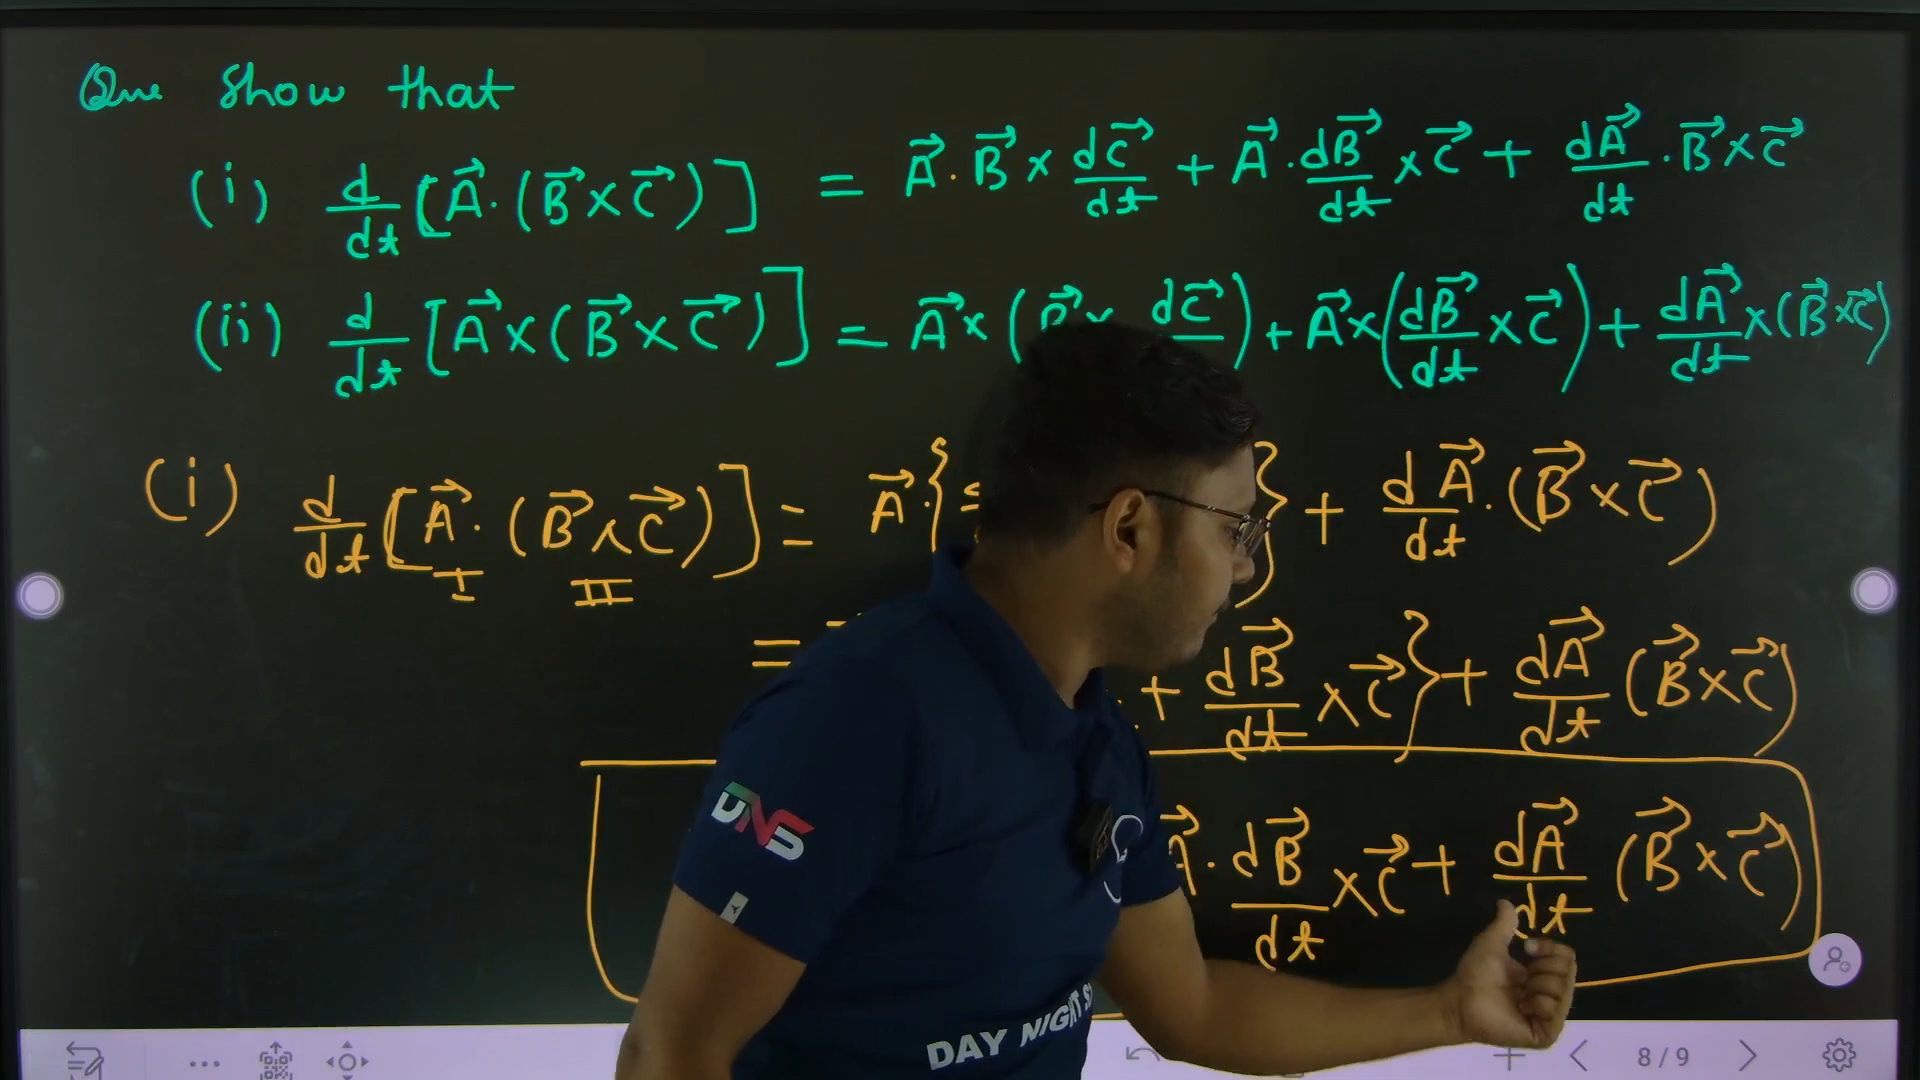 Que Show that
(i) d/dt [A⃗ · (B⃗ × C⃗)] = A⃗ · B⃗ × dC⃗/dt + A⃗ · dB⃗/dt × C⃗ + dA⃗/dt · B⃗ × C⃗
(ii) d/dt [A⃗ × (B⃗ × C⃗)] = A⃗ × (B⃗ × dC⃗ ) + A⃗ × (dB⃗/dt × C⃗) + dA⃗/dt × (B⃗ × C⃗)
(i) d/dt [A⃗ · (B⃗ × C⃗)] = A⃗ · { } + dA⃗/dt · (B⃗ × C⃗)
I II
= + dB⃗/dt × C⃗} + dA⃗/dt (B⃗ × C⃗)
A⃗ · dB⃗/dt × C⃗ + dA⃗/dt (B⃗ × C⃗)
DNS
DAY NIGHT S
8/9